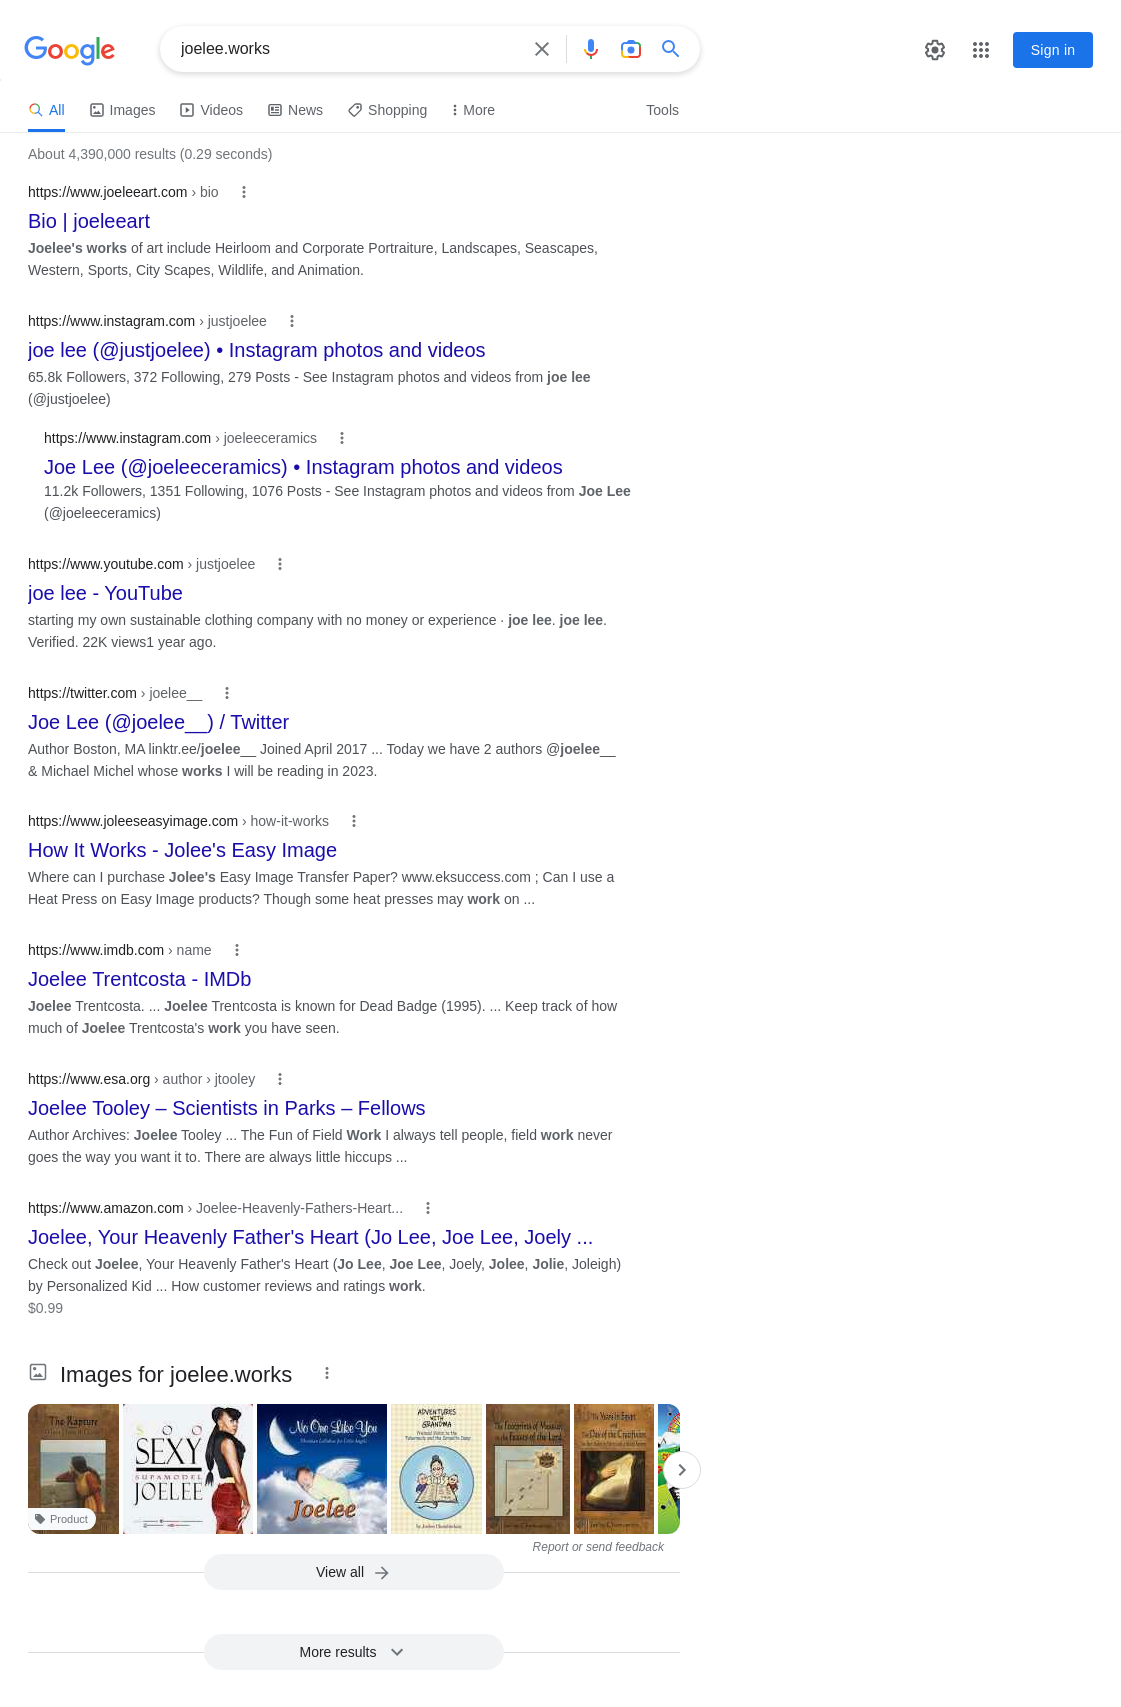 Google
joelee.works
Sign in
All
Images
Videos
News
Shopping
More
Tools
About 4,390,000 results (0.29 seconds)
https://www.joeleeart.com › bio
Bio | joeleeart
Joelee's works of art include Heirloom and Corporate Portraiture, Landscapes, Seascapes,
Western, Sports, City Scapes, Wildlife, and Animation.
https://www.instagram.com › justjoelee
joe lee (@justjoelee) • Instagram photos and videos
65.8k Followers, 372 Following, 279 Posts - See Instagram photos and videos from joe lee
(@justjoelee)
https://www.instagram.com › joeleeceramics
Joe Lee (@joeleeceramics) • Instagram photos and videos
11.2k Followers, 1351 Following, 1076 Posts - See Instagram photos and videos from Joe Lee
(@joeleeceramics)
https://www.youtube.com › justjoelee
joe lee - YouTube
starting my own sustainable clothing company with no money or experience · joe lee. joe lee.
Verified. 22K views1 year ago.
https://twitter.com › joelee__
Joe Lee (@joelee__) / Twitter
Author Boston, MA linktr.ee/joelee__ Joined April 2017 ... Today we have 2 authors @joelee__
& Michael Michel whose works I will be reading in 2023.
https://www.joleeseasyimage.com › how-it-works
How It Works - Jolee's Easy Image
Where can I purchase Jolee's Easy Image Transfer Paper? www.eksuccess.com ; Can I use a
Heat Press on Easy Image products? Though some heat presses may work on ...
https://www.imdb.com › name
Joelee Trentcosta - IMDb
Joelee Trentcosta. ... Joelee Trentcosta is known for Dead Badge (1995). ... Keep track of how
much of Joelee Trentcosta's work you have seen.
https://www.esa.org › author › jtooley
Joelee Tooley – Scientists in Parks – Fellows
Author Archives: Joelee Tooley ... The Fun of Field Work I always tell people, field work never
goes the way you want it to. There are always little hiccups ...
https://www.amazon.com › Joelee-Heavenly-Fathers-Heart...
Joelee, Your Heavenly Father's Heart (Jo Lee, Joe Lee, Joely ...
Check out Joelee, Your Heavenly Father's Heart (Jo Lee, Joe Lee, Joely, Jolee, Jolie, Joleigh)
by Personalized Kid ... How customer reviews and ratings work.
$0.99
Images for joelee.works
The Rapture
Product
SOO
SEXY
SUPAMODEL
JOELEE
No One Like You
Joelee
ADVENTURES
WITH
GRANDMA
The Footprints of Messiah
in the Feasts of the Lord
The Years in Egypt
Day of the Crucifixion
Report or send feedback
View all
More results